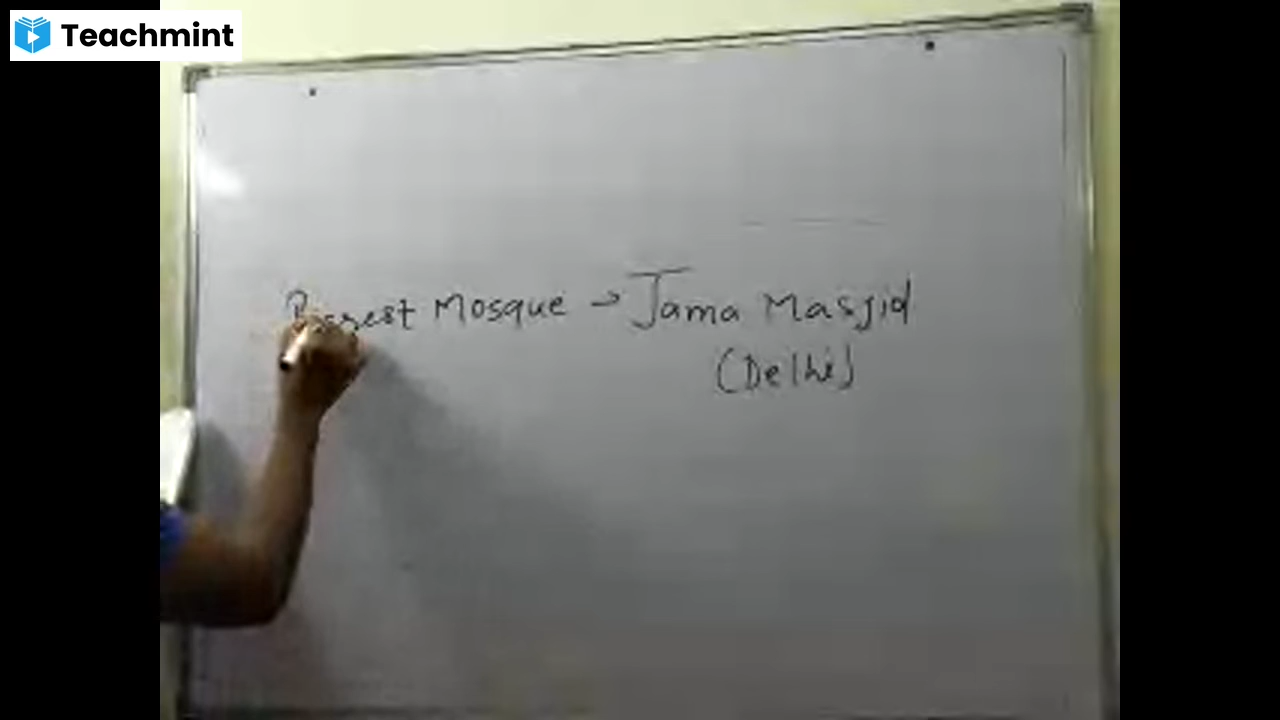 Teachmint
Mosque → Jama Masjid
(Delhi)